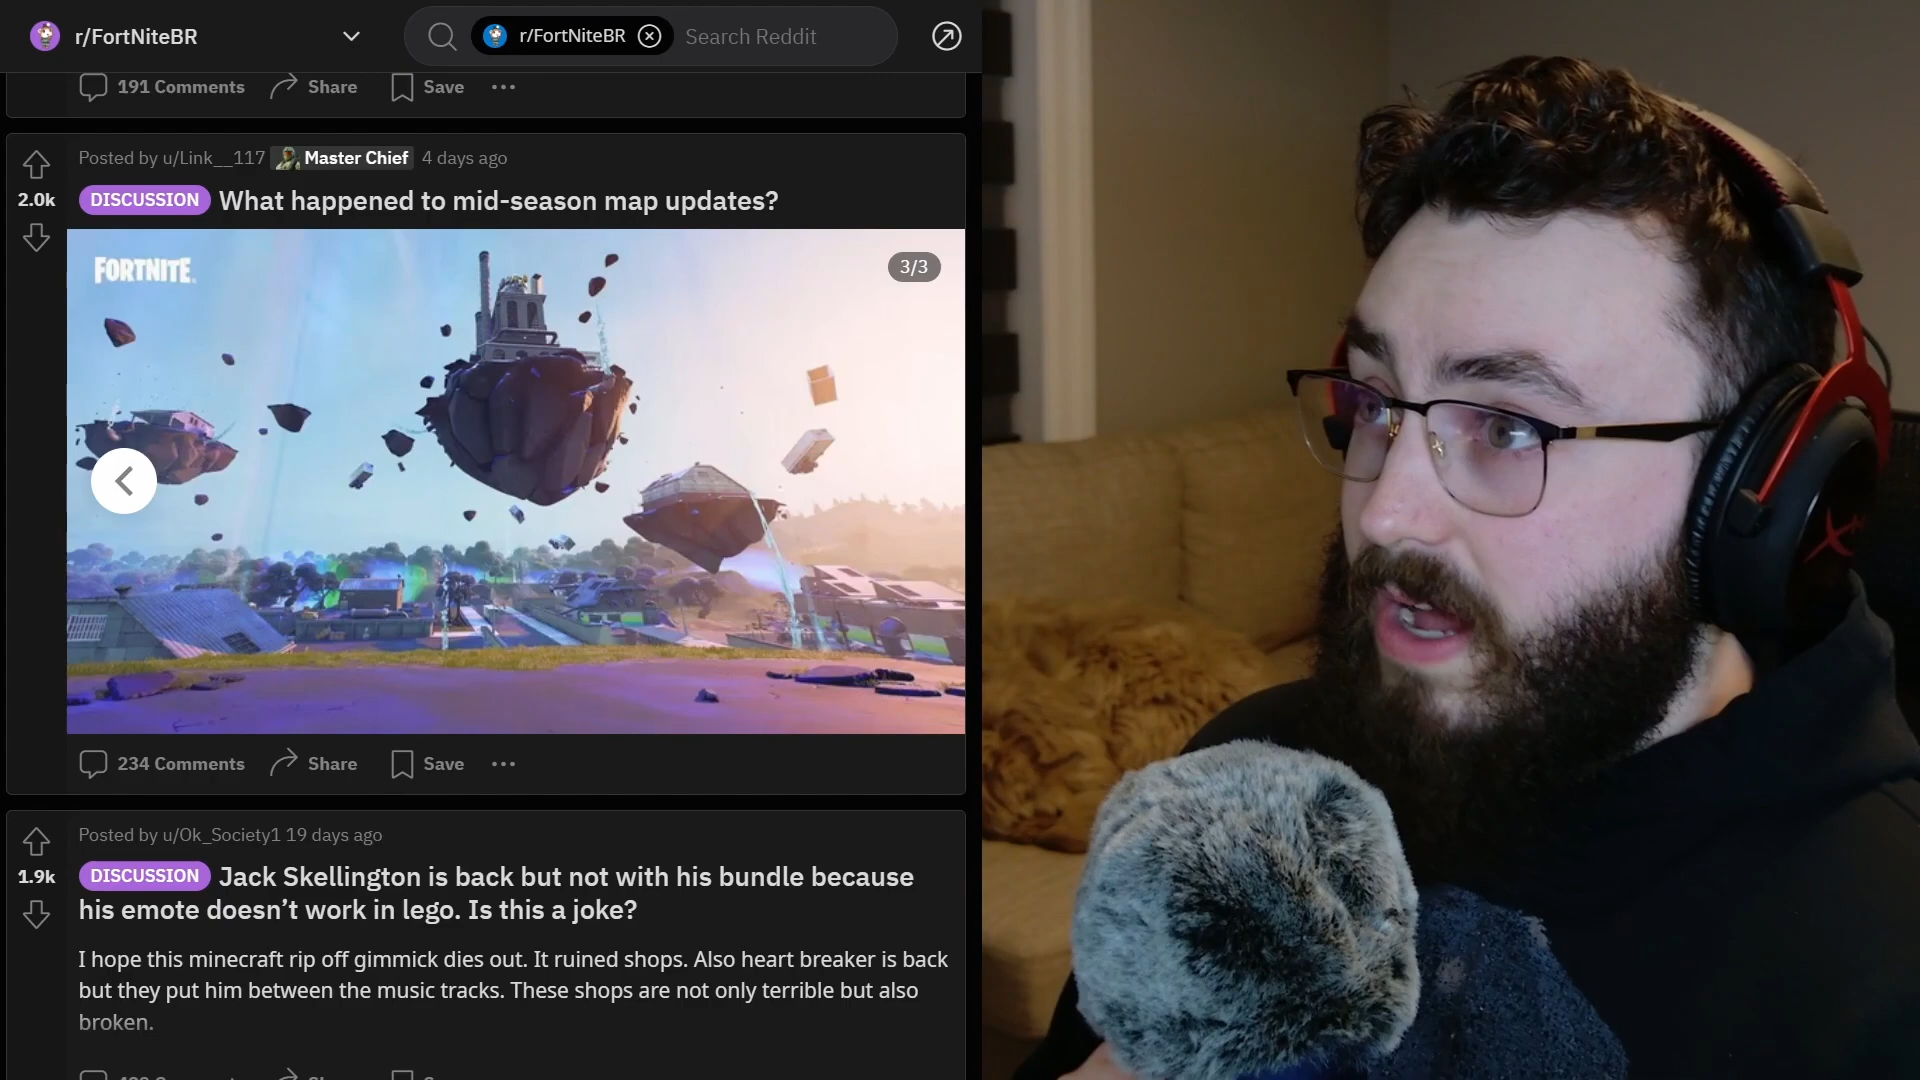 r/FortNiteBR
r/FortNiteBR
Search Reddit
191 Comments
Share
Save
Posted by u/Link__117
Master Chief
4 days ago
2.0k
DISCUSSION
What happened to mid-season map updates?
FORTNITE
3/3
234 Comments
Share
Save
Posted by u/Ok_Society1 19 days ago
1.9k
DISCUSSION
Jack Skellington is back but not with his bundle because
his emote doesn’t work in lego. Is this a joke?
I hope this minecraft rip off gimmick dies out. It ruined shops. Also heart breaker is back
but they put him between the music tracks. These shops are not only terrible but also
broken.